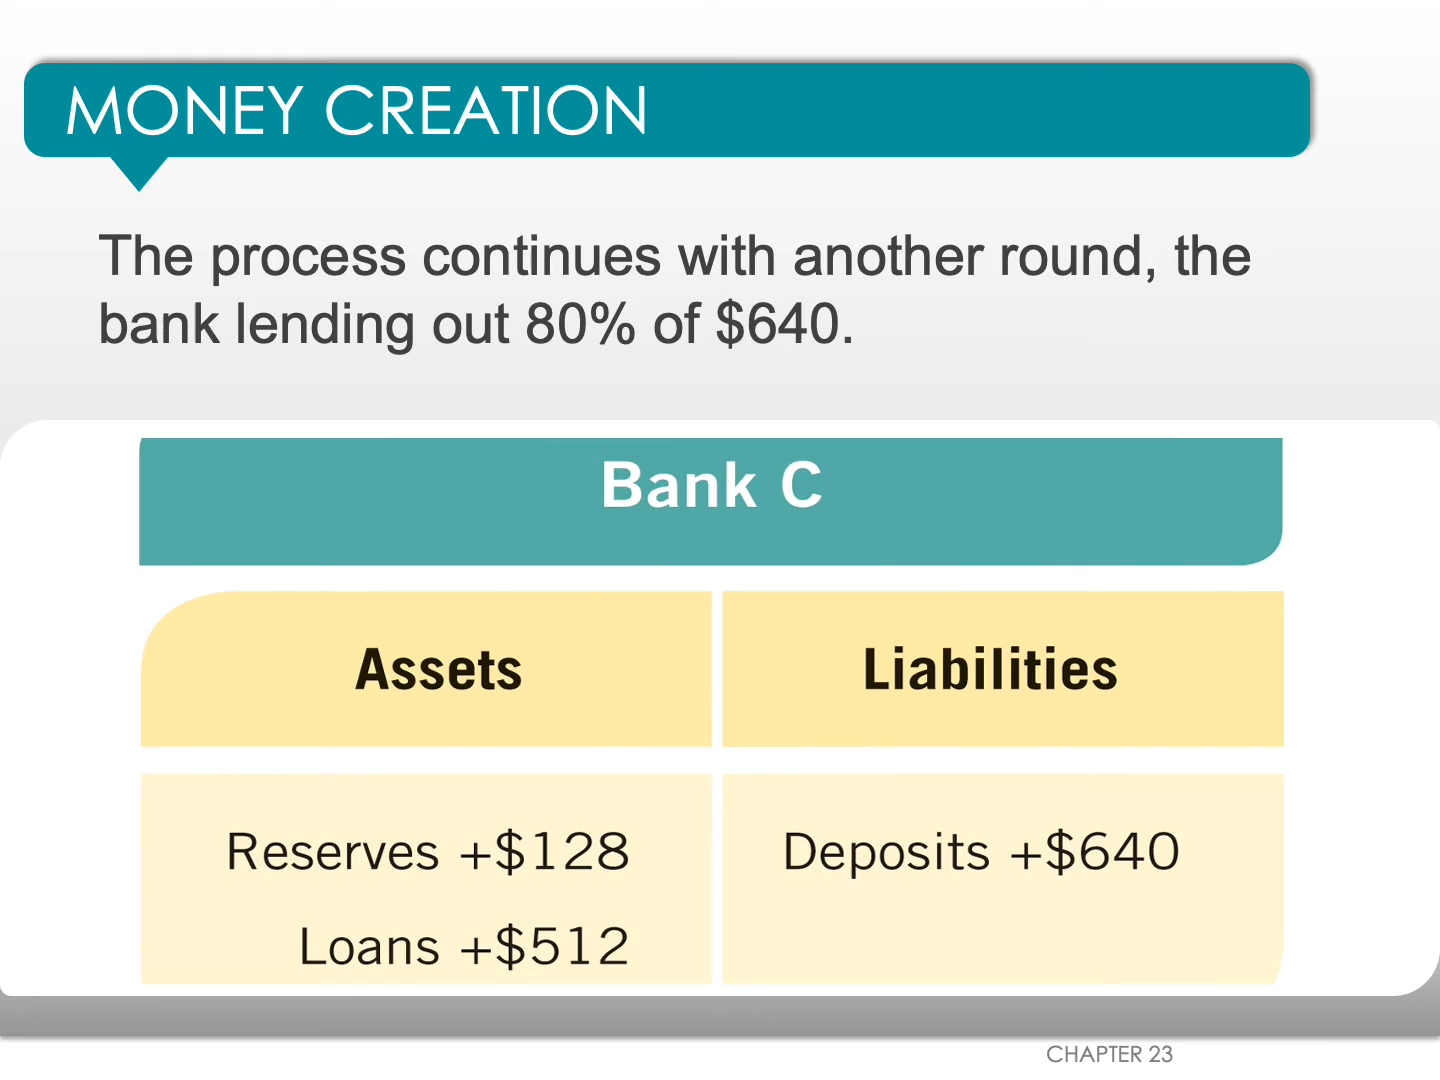 MONEY CREATION
The process continues with another round, the
bank lending out 80% of $640.
Bank C
Assets Liabilities
Reserves +$128 Deposits +$640
Loans +$512
CHAPTER 23